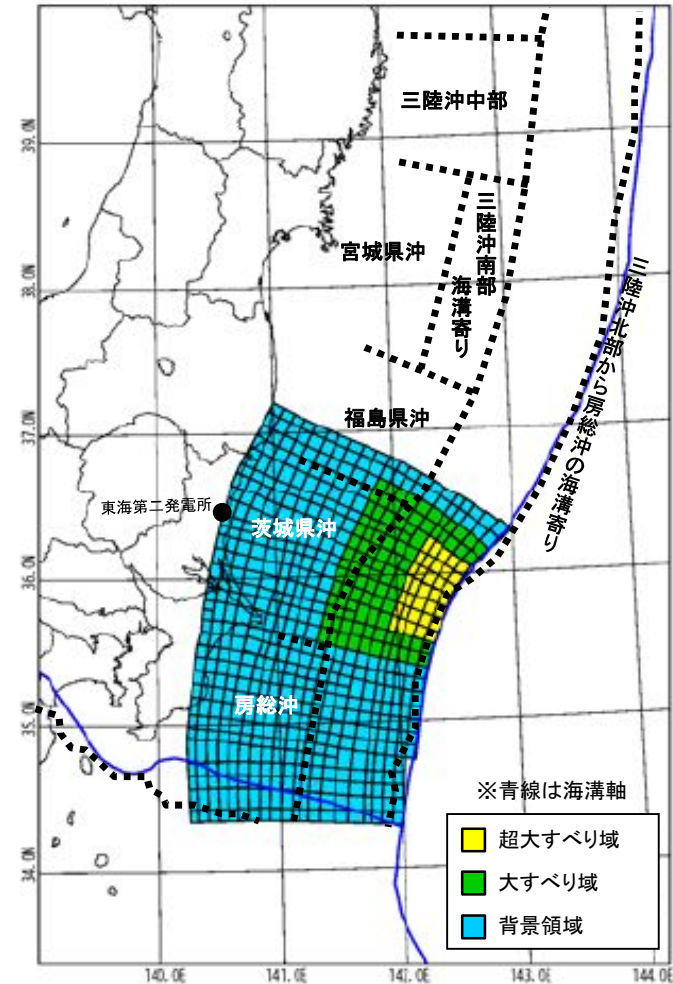 三陸沖中部
39.0N
宮城県沖
三陸沖南部
海溝寄り
38.0N
三陸沖北部から房総沖の海溝寄り
福島県沖
37.0N
東海第二発電所
茨城県沖
36.0N
房総沖
35.0N
※青線は海溝軸
超大すべり域
大すべり域
背景領域
34.0N
140.0E
141.0E
142.0E
143.0E
144.0E